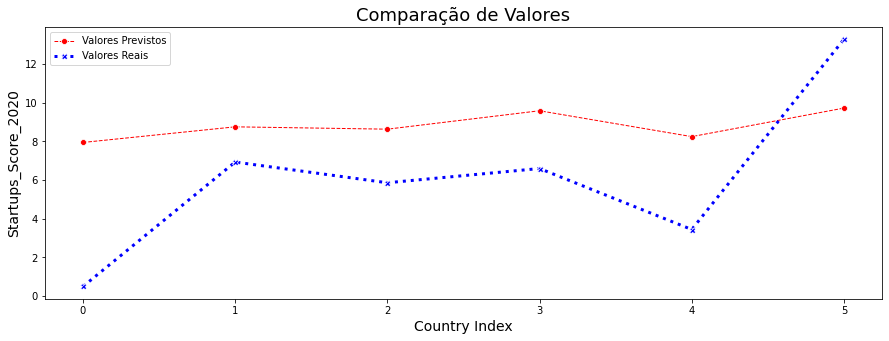 Comparação de Valores
Valores Previstos
Valores Reais
Startups_Score_2020
12
10
8
6
4
2
0
0 1 2 3 4 5
Country Index